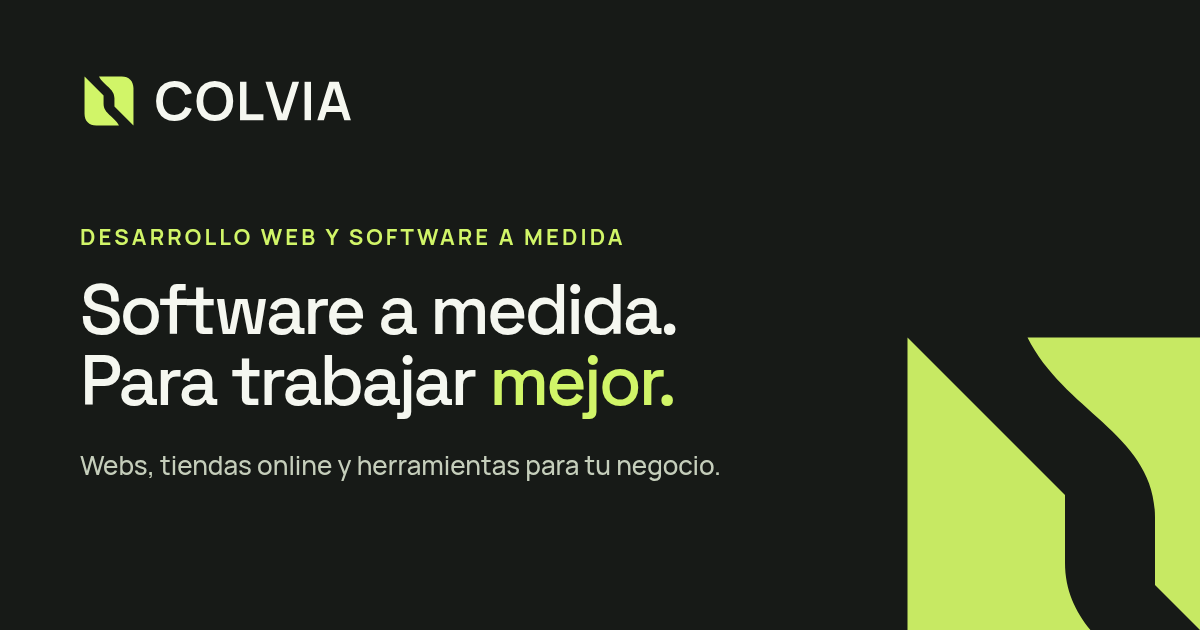 COLVIA
DESARROLLO WEB Y SOFTWARE A MEDIDA
Software a medida.
Para trabajar mejor.
Webs, tiendas online y herramientas para tu negocio.